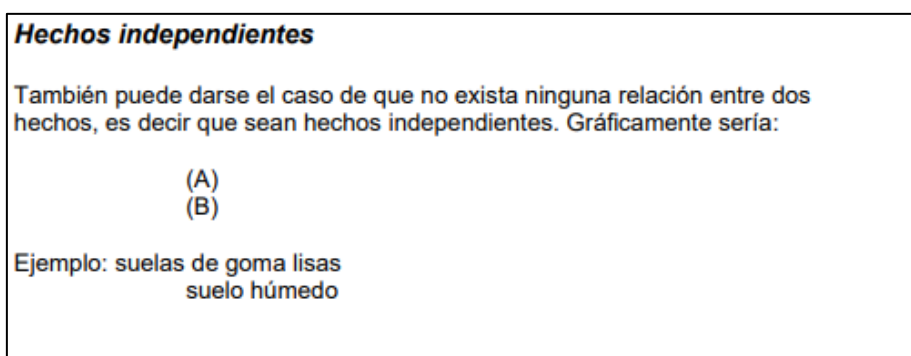 Hechos independientes
También puede darse el caso de que no exista ninguna relación entre dos
hechos, es decir que sean hechos independientes. Gráficamente sería:
(A)
(B)
Ejemplo: suelas de goma lisas
suelo húmedo